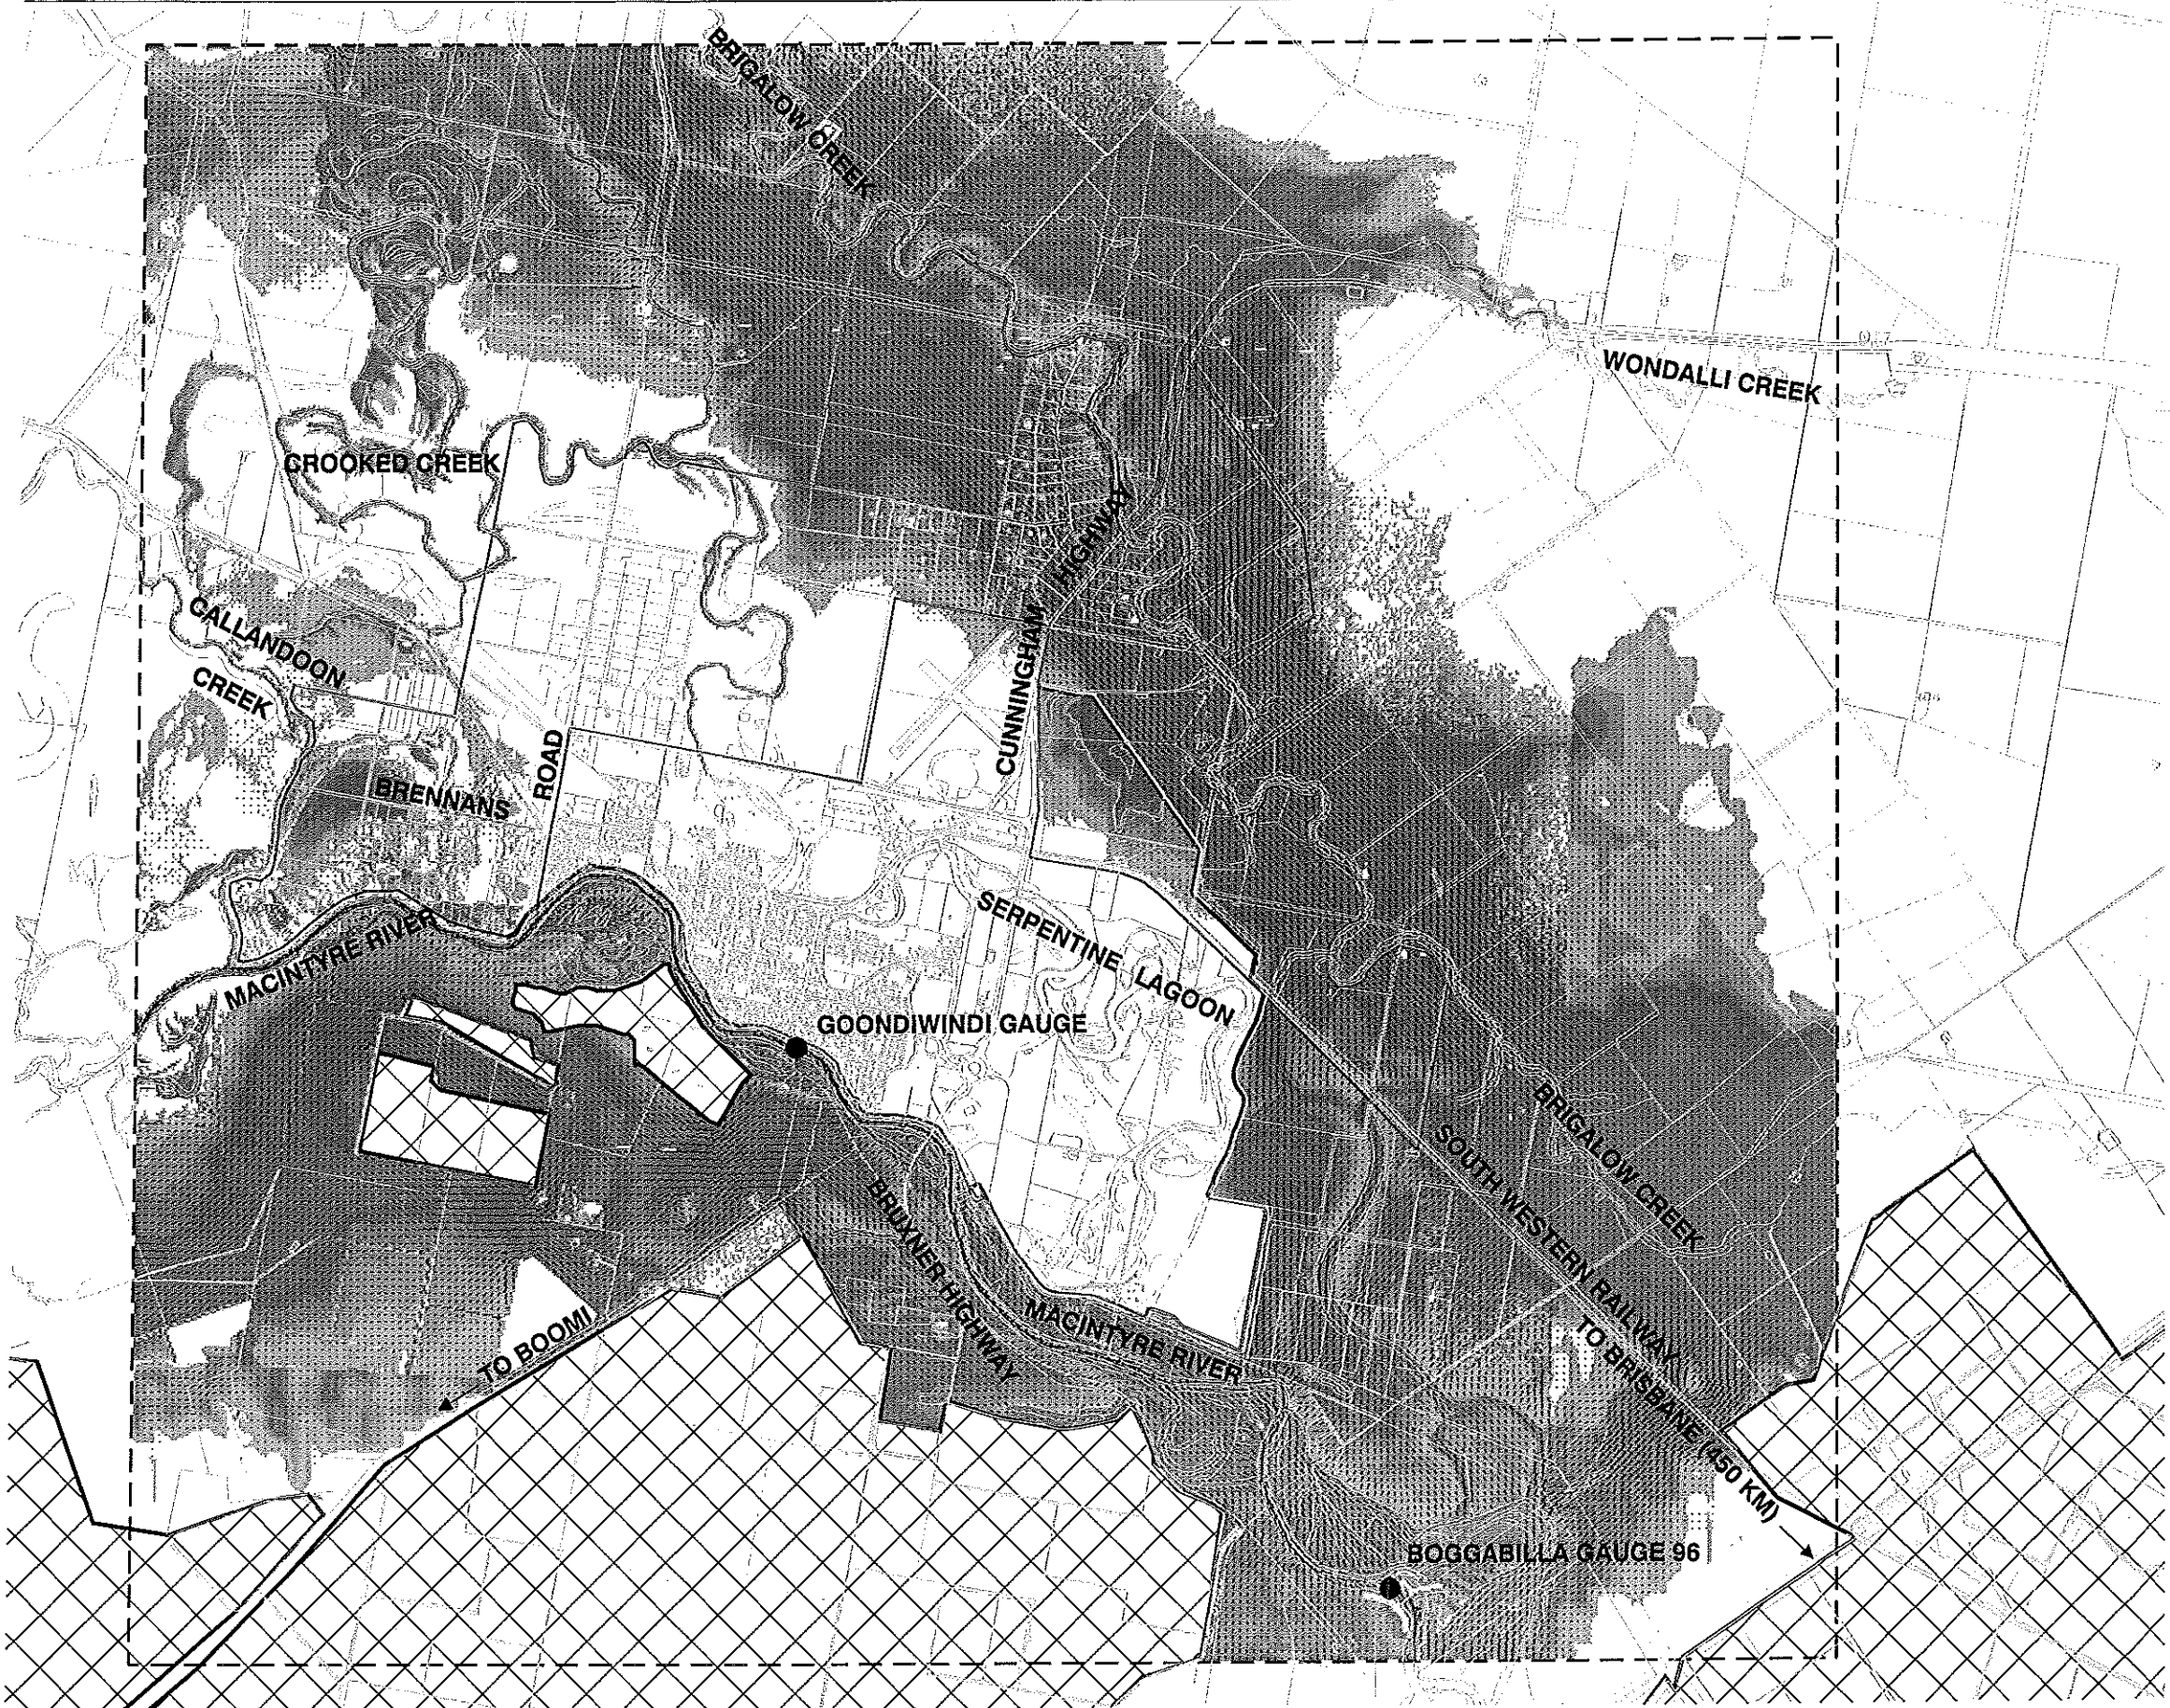 BRIGALOW CREEK
WONDALLI CREEK
CROOKED CREEK
HIGHWAY
CUNNINGHAM
CALLANDOON
CREEK
BRENNANS
ROAD
SERPENTINE LAGOON
MACINTYRE RIVER
GOONDIWINDI GAUGE
BRIGALOW CREEK
SOUTH WESTERN RAILWAY
BRUXNER HIGHWAY
MACINTYRE RIVER
TO BOOMI
TO BRISBANE (450 KM)
BOGGABILLA GAUGE 96